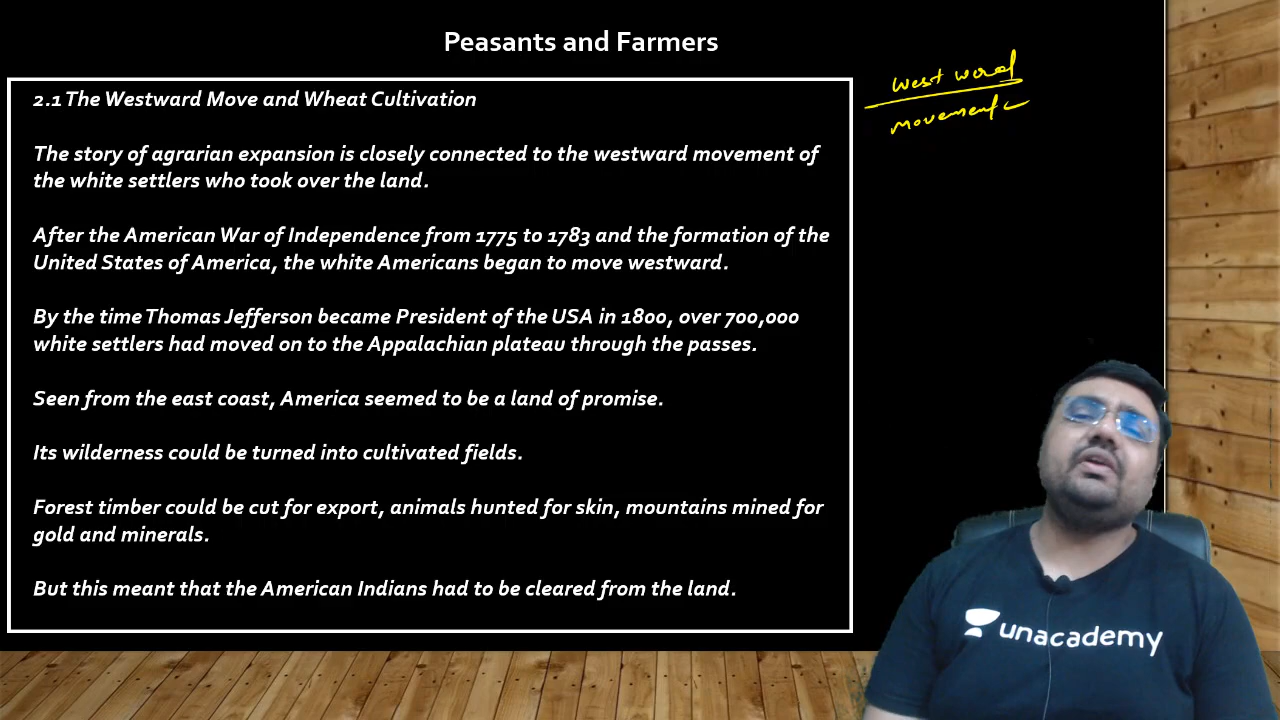 Peasants and Farmers
2.1 The Westward Move and Wheat Cultivation
The story of agrarian expansion is closely connected to the westward movement of
the white settlers who took over the land.
After the American War of Independence from 1775 to 1783 and the formation of the
United States of America, the white Americans began to move westward.
By the time Thomas Jefferson became President of the USA in 1800, over 700,000
white settlers had moved on to the Appalachian plateau through the passes.
Seen from the east coast, America seemed to be a land of promise.
Its wilderness could be turned into cultivated fields.
Forest timber could be cut for export, animals hunted for skin, mountains mined for
gold and minerals.
But this meant that the American Indians had to be cleared from the land.
west word
movement
unacademy